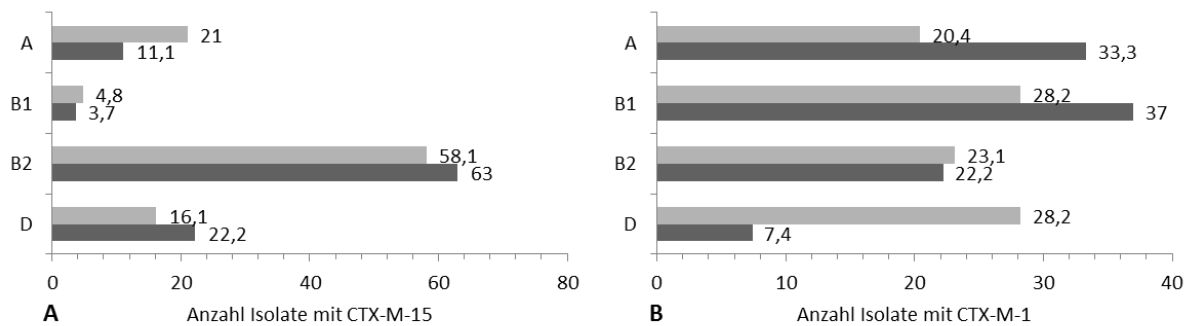 A
21
11,1
B1
4,8
3,7
B2
58,1
63
D
16,1
22,2
0
20
40
60
80
A
Anzahl Isolate mit CTX-M-15
A
20,4
33,3
B1
28,2
37
B2
23,1
22,2
D
28,2
7,4
0
10
20
30
40
B
Anzahl Isolate mit CTX-M-1